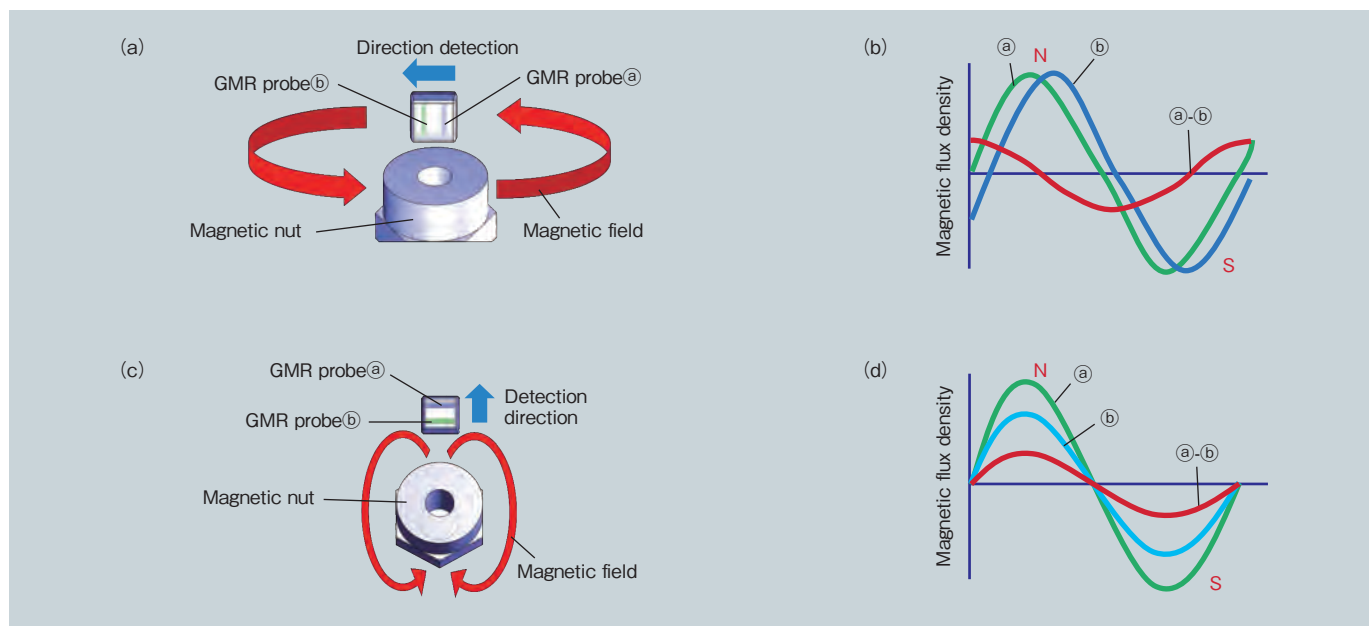 (a)
Direction detection
GMR probeⓑ
GMR probeⓐ
Magnetic nut
Magnetic field
(b)
Magnetic flux density
ⓐ
N
ⓑ
ⓐ-ⓑ
S
(c)
GMR probeⓐ
GMR probeⓑ
Detection
direction
Magnetic nut
Magnetic field
(d)
Magnetic flux density
N
ⓐ
ⓑ
ⓐ-ⓑ
S